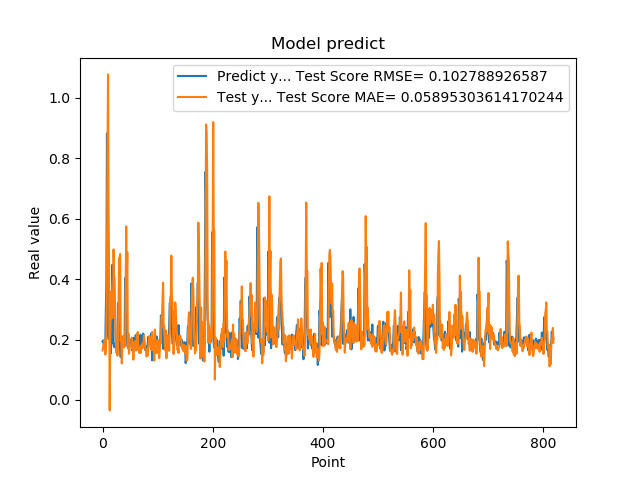 Model predict
Predict y... Test Score RMSE= 0.102788926587
Test y... Test Score MAE= 0.05895303614170244
Real value
1.0
0.8
0.6
0.4
0.2
0.0
0 200 400 600 800
Point